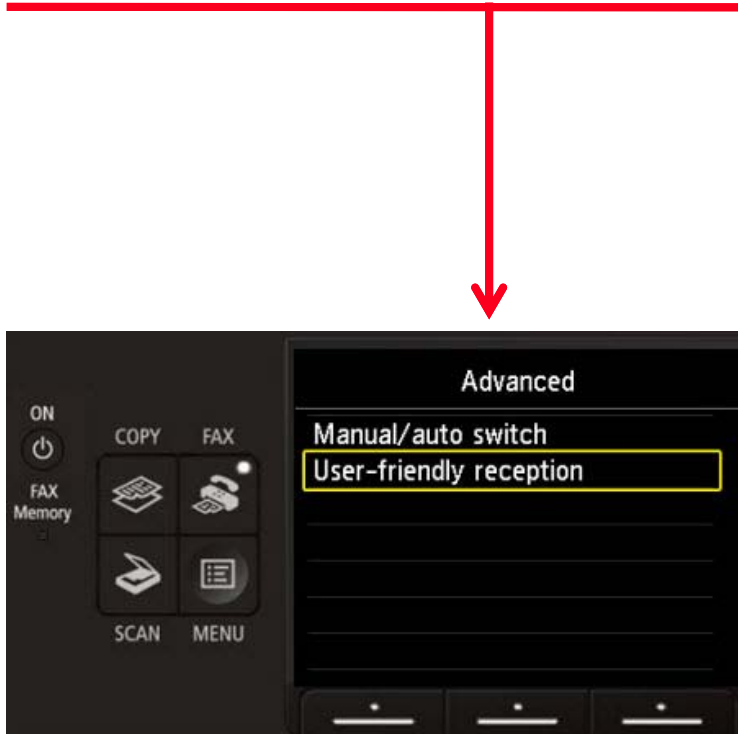 Advanced
ON
COPY FAX
Manual/auto switch
User-friendly reception
FAX
Memory
SCAN MENU